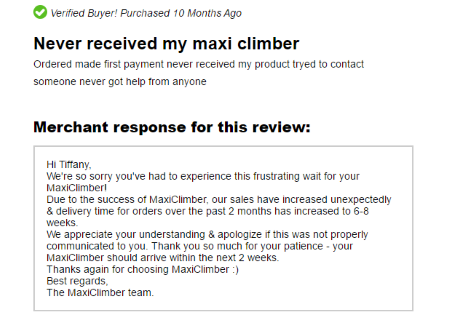 Verified Buyer! Purchased 10 Months Ago
Never received my maxi climber
Ordered made first payment never received my product tryed to contact
someone never got help from anyone
Merchant response for this review:
Hi Tiffany,
We're so sorry you've had to experience this frustrating wait for your
MaxiClimber!
Due to the success of MaxiClimber, our sales have increased unexpectedly
& delivery time for orders over the past 2 months has increased to 6-8
weeks.
We appreciate your understanding & apologize if this was not properly
communicated to you. Thank you so much for your patience - your
MaxiClimber should arrive within the next 2 weeks.
Thanks again for choosing MaxiClimber :)
Best regards,
The MaxiClimber team.